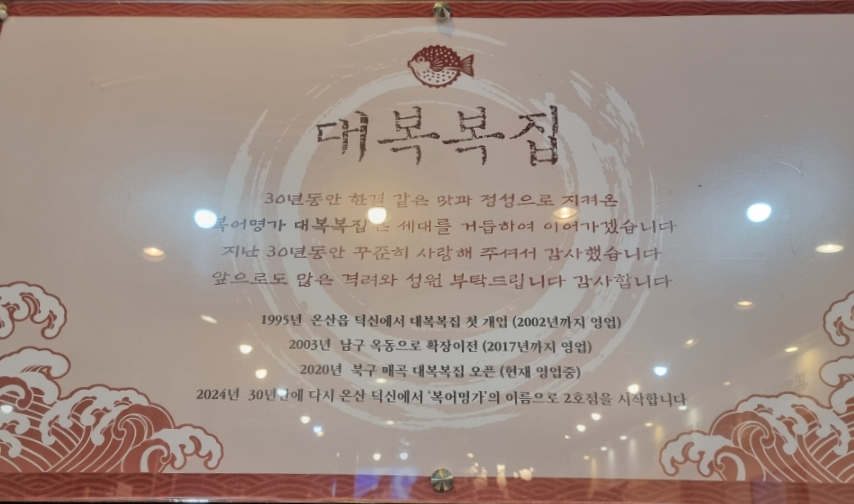 대복복집
30년동안 한결 같은 맛과 정성으로 지켜온
복어명가 대복복집은 세대를 거듭하여 이어가겠습니다
지난 30년동안 꾸준히 사랑해 주셔서 감사했습니다
앞으로도 많은 격려와 성원 부탁드립니다 감사합니다
1995년 온산읍 덕신에서 대복복집 첫 개업 (2002년까지 영업)
2003년 남구 옥동으로 확장이전 (2017년까지 영업)
2020년 북구 매곡 대복복집 오픈 (현재 영업중)
2024년 30년만에 다시 온산 덕신에서 '복어명가'의 이름으로 2호점을 시작합니다